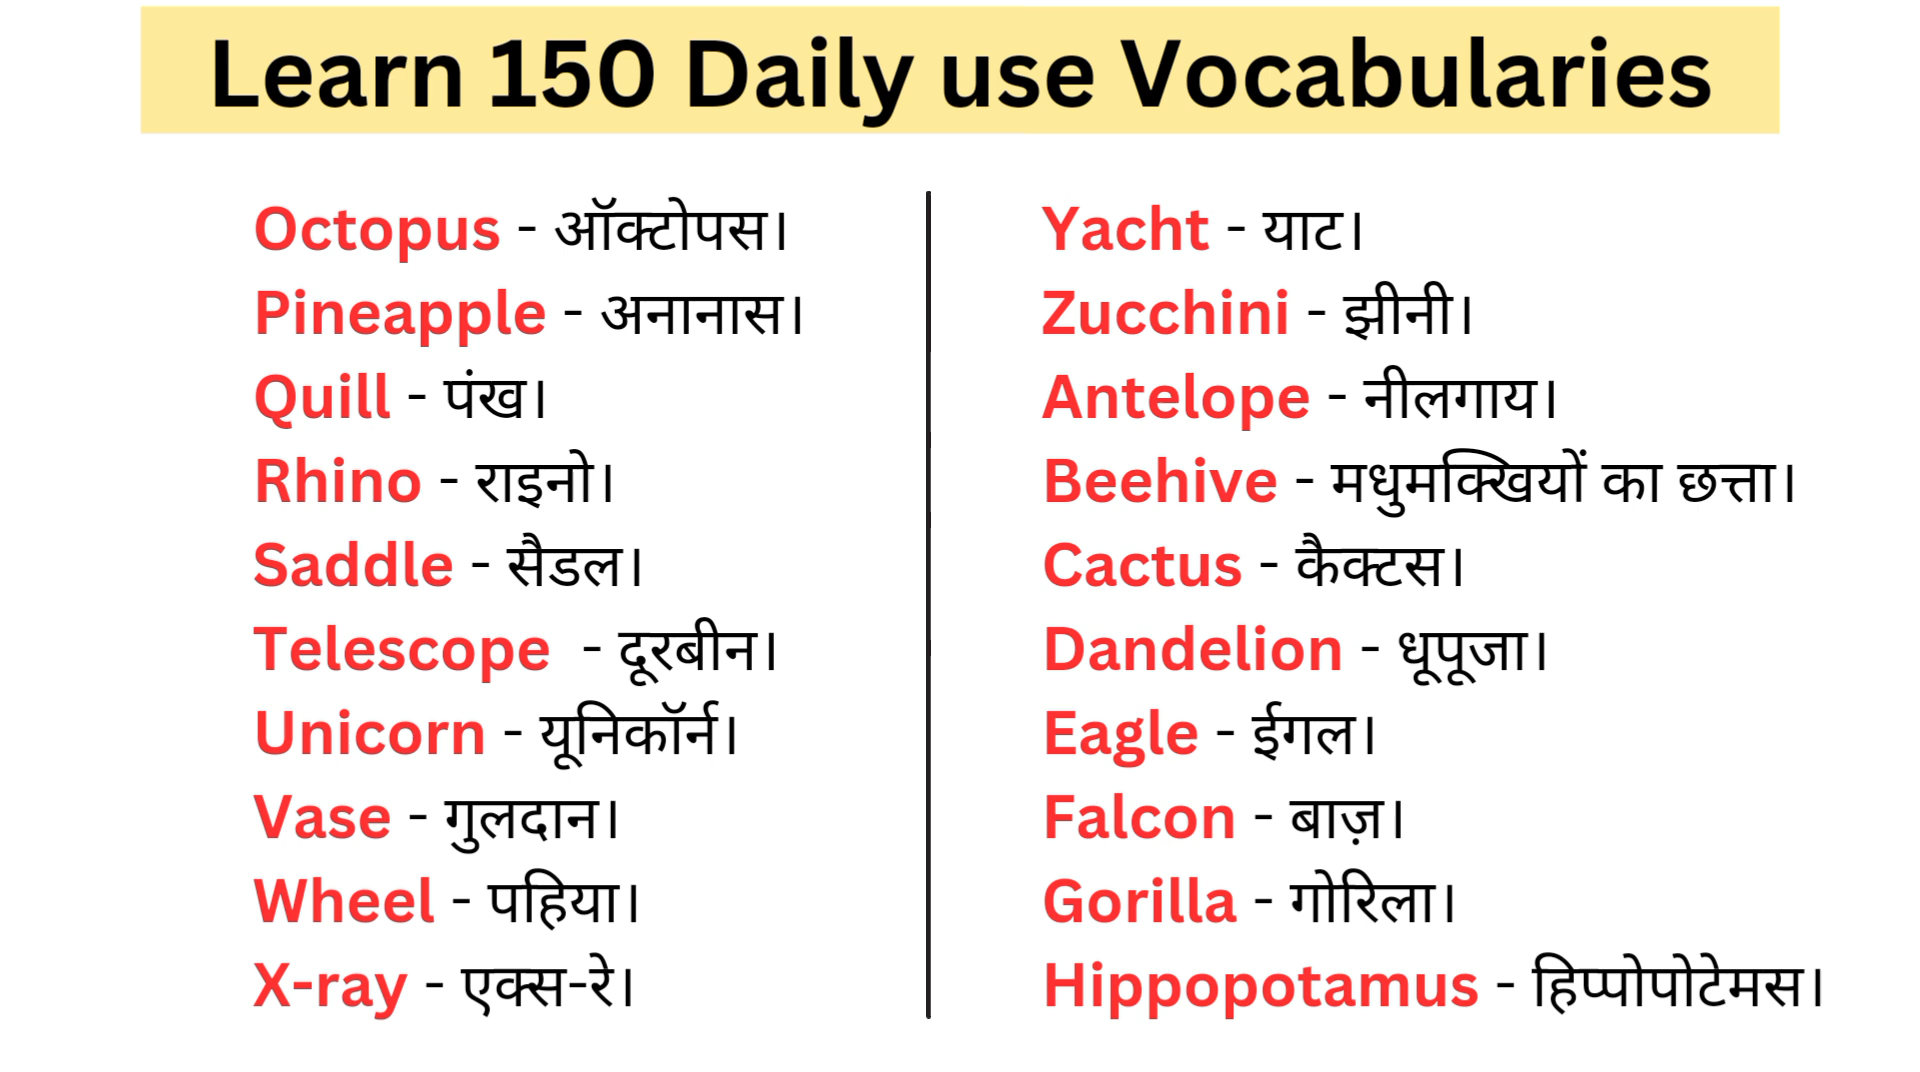 Learn 150 Daily use Vocabularies
Octopus - ऑक्टोपस।
Pineapple - अनानास।
Quill - पंख।
Rhino - राइनो।
Saddle - सैडल।
Telescope - दूरबीन।
Unicorn - यूनिकॉर्न।
Vase - गुलदान।
Wheel - पहिया।
X-ray - एक्स-रे।
Yacht - याट।
Zucchini - झीनी।
Antelope - नीलगाय।
Beehive - मधुमक्खियों का छत्ता।
Cactus - कैक्टस।
Dandelion - धूपूजा।
Eagle - ईगल।
Falcon - बाज़।
Gorilla - गोरिला।
Hippopotamus - हिप्पोपोटेमस।